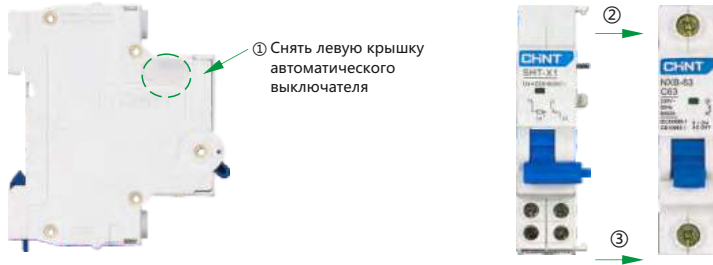 ① Снять левую крышку
автоматического
выключателя
②
CHNT
SHT-X1
CHNT
NXB-63
C63
③